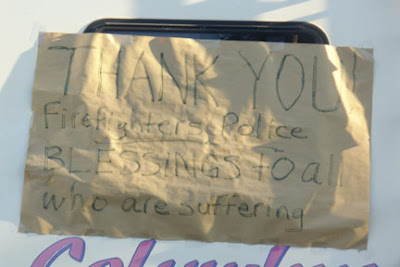 THANK YOU!
Firefighters, Police
BLESSINGS To all
who are suffering